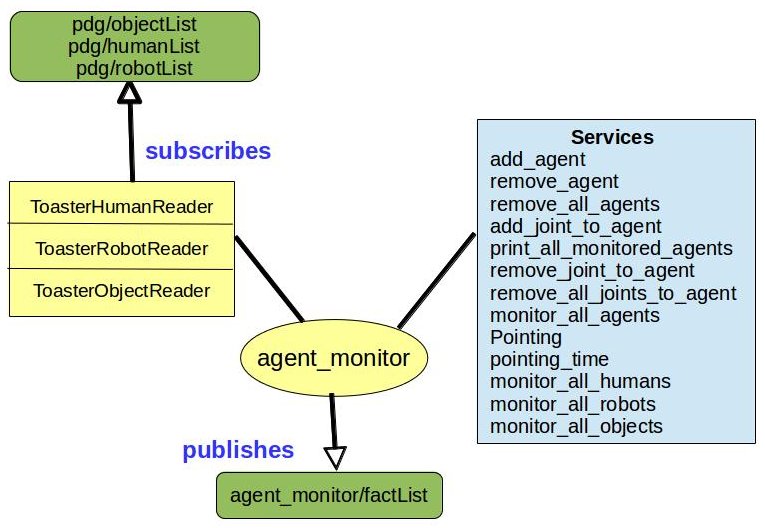 pdg/objectList
pdg/humanList
pdg/robotList
subscribes
ToasterHumanReader
ToasterRobotReader
ToasterObjectReader
Services
add_agent
remove_agent
remove_all_agents
add_joint_to_agent
print_all_monitored_agents
remove_joint_to_agent
remove_all_joints_to_agent
monitor_all_agents
Pointing
pointing_time
monitor_all_humans
monitor_all_robots
monitor_all_objects
agent_monitor
publishes
agent_monitor/factList